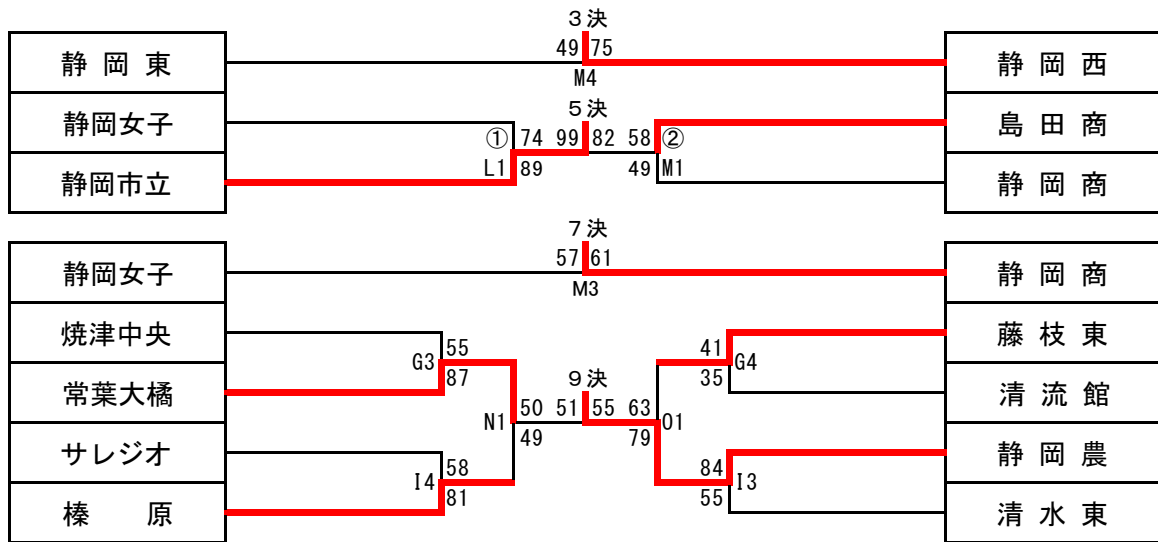 3決
静岡東 49 75 静岡西
M4
静岡女子 5決 島田商
① 74 99 82 58 ②
L1 89 49 M1
静岡市立 静岡商
7決
静岡女子 57 61 静岡商
M3
焼津中央 藤枝東
55 41
G3 87 35 G4
常葉大橘 9決 清流館
50 51 55 63
N1 49 79 O1
サレジオ 静岡農
58 84
I4 81 55 I3
榛原 清水東